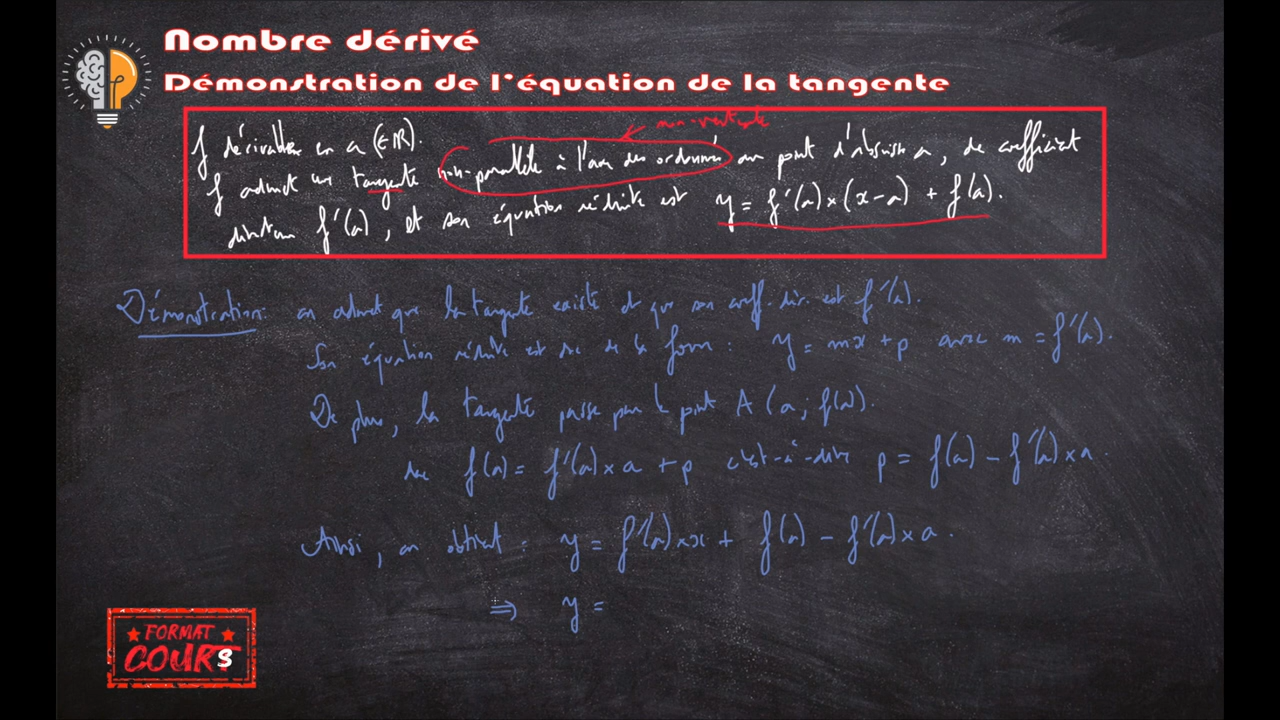 Nombre dérivé
Démonstration de l'équation de la tangente
non-verticale
f dérivable en a (∈ℝ).
f admet une tangente non-parallèle à l'axe des ordonnées au point d'abscisse a, de coefficient
directeur f'(a), et son équation réduite est y = f'(a)×(x-a) + f(a).
Démonstration: on admet que la tangente existe et que son coeff. dir. est f'(a).
Son équation réduite est donc de la forme : y = mx + p avec m = f'(a).
De plus, la tangente passe par le point A (a ; f(a)).
donc f(a) = f'(a)×a + p c'est-à-dire p = f(a) - f'(a)×a.
Ainsi, on obtient : y = f'(a)×x + f(a) - f'(a)×a.
⇒ y =
FORMAT
COURS